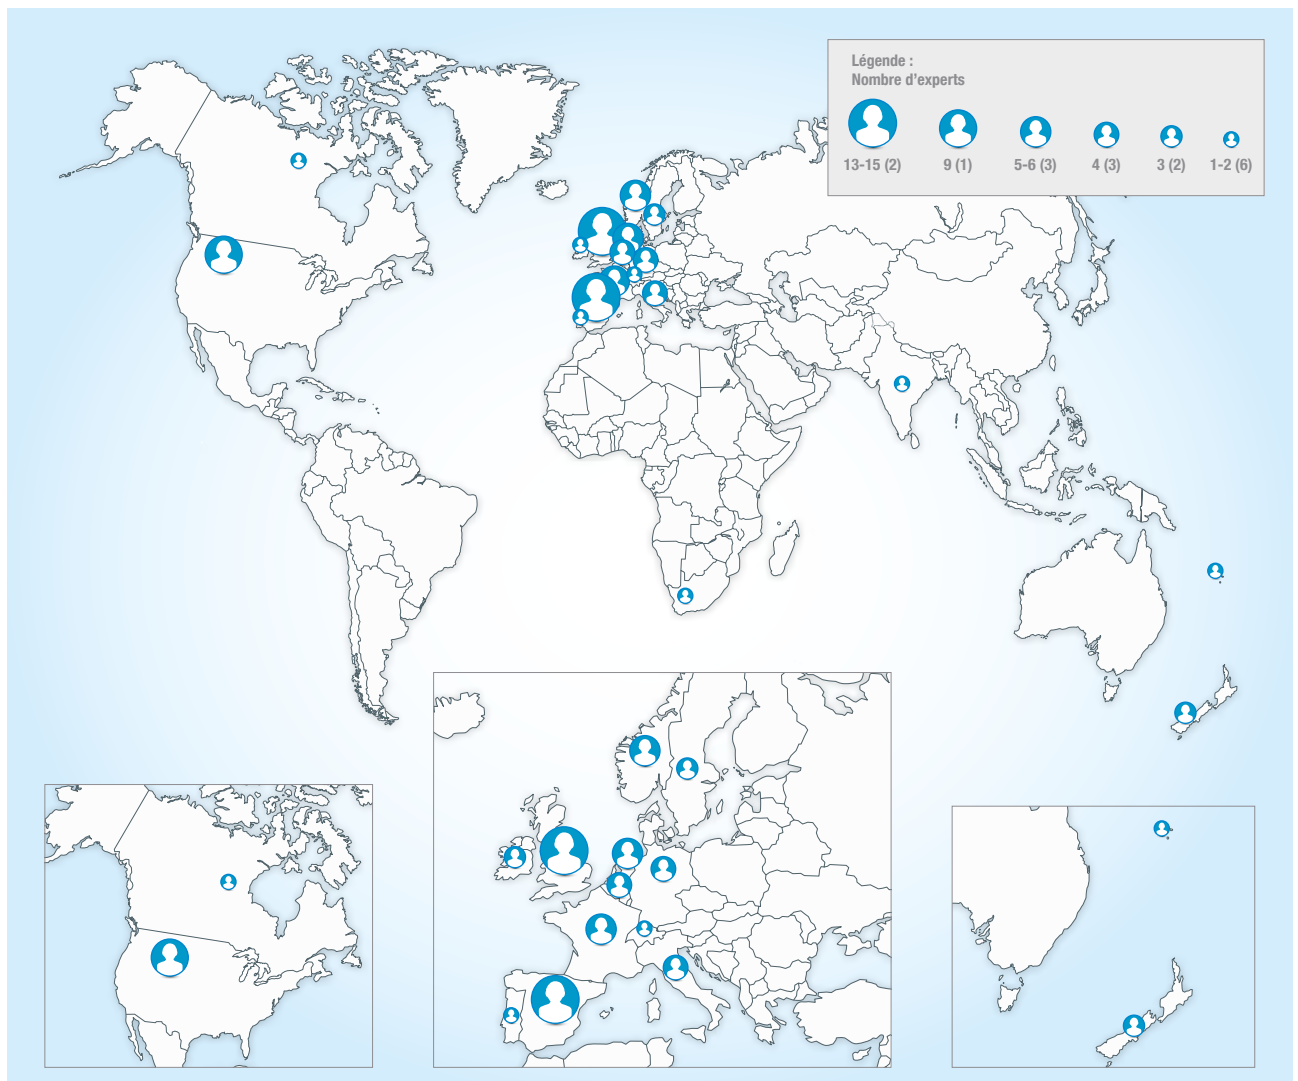 Légende :
Nombre d'experts
13-15 (2) 9 (1) 5-6 (3) 4 (3) 3 (2) 1-2 (6)